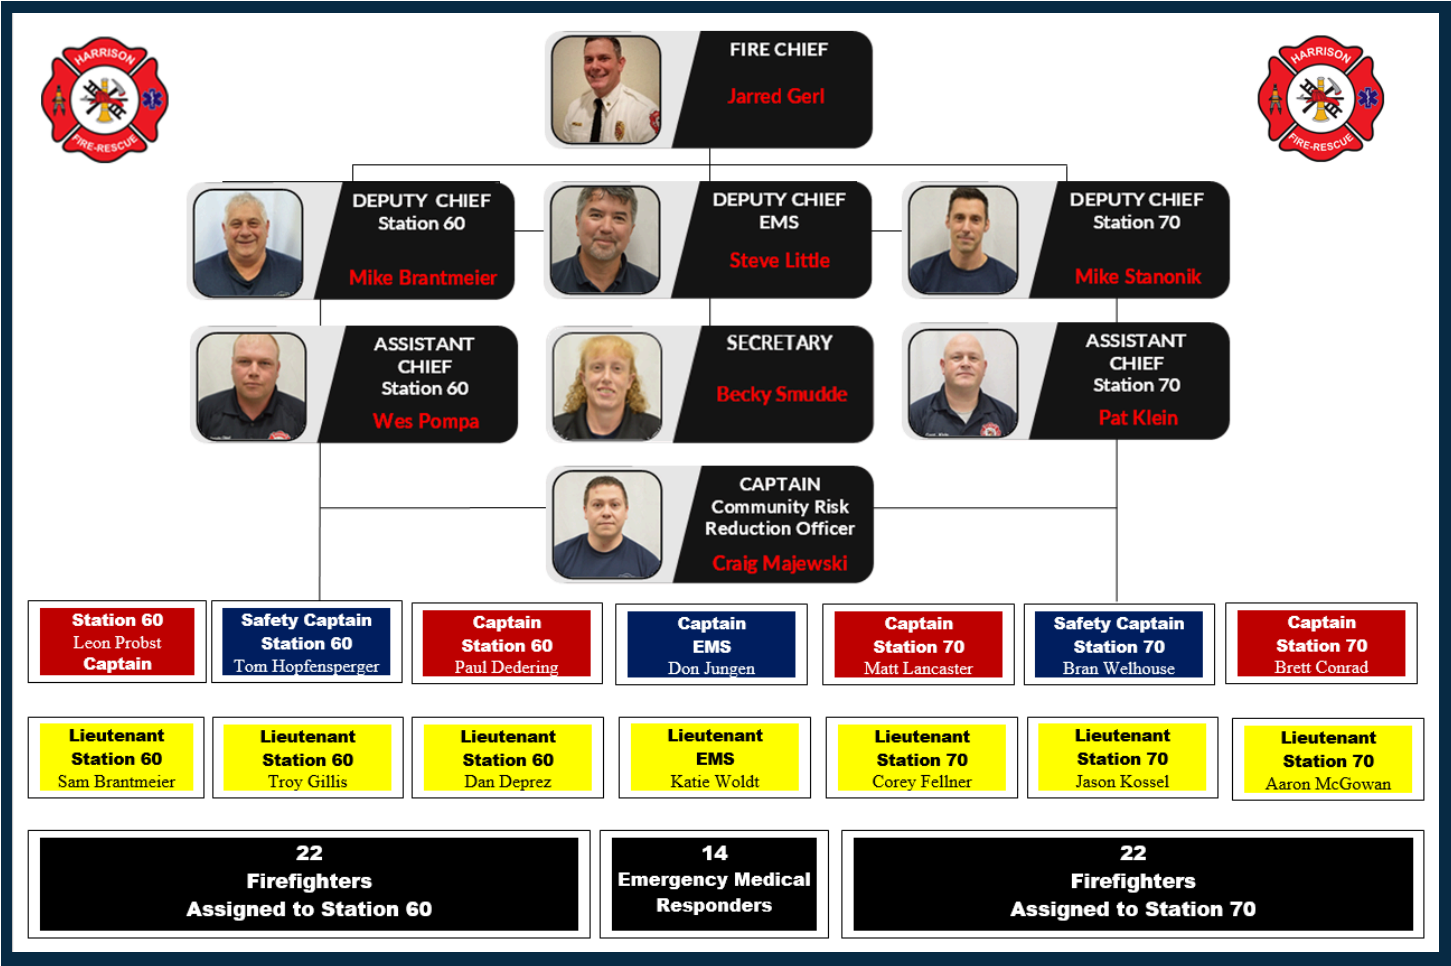 HARRISON
FIRE-RESCUE
FIRE CHIEF
Jarred Gerl
HARRISON
FIRE-RESCUE
DEPUTY CHIEF
Station 60
Mike Brantmeier
DEPUTY CHIEF
EMS
Steve Little
DEPUTY CHIEF
Station 70
Mike Stanonik
ASSISTANT
CHIEF
Station 60
Wes Pompa
SECRETARY
Becky Smudde
ASSISTANT
CHIEF
Station 70
Pat Klein
CAPTAIN
Community Risk
Reduction Officer
Craig Majewski
Station 60
Leon Probst
Captain
Safety Captain
Station 60
Tom Hopfensperger
Captain
Station 60
Paul Dedering
Captain
EMS
Don Jungen
Captain
Station 70
Matt Lancaster
Safety Captain
Station 70
Bran Welhouse
Captain
Station 70
Brett Conrad
Lieutenant
Station 60
Sam Brantmeier
Lieutenant
Station 60
Troy Gillis
Lieutenant
Station 60
Dan Deprez
Lieutenant
EMS
Katie Woldt
Lieutenant
Station 70
Corey Fellner
Lieutenant
Station 70
Jason Kossel
Lieutenant
Station 70
Aaron McGowan
22
Firefighters
Assigned to Station 60
14
Emergency Medical
Responders
22
Firefighters
Assigned to Station 70